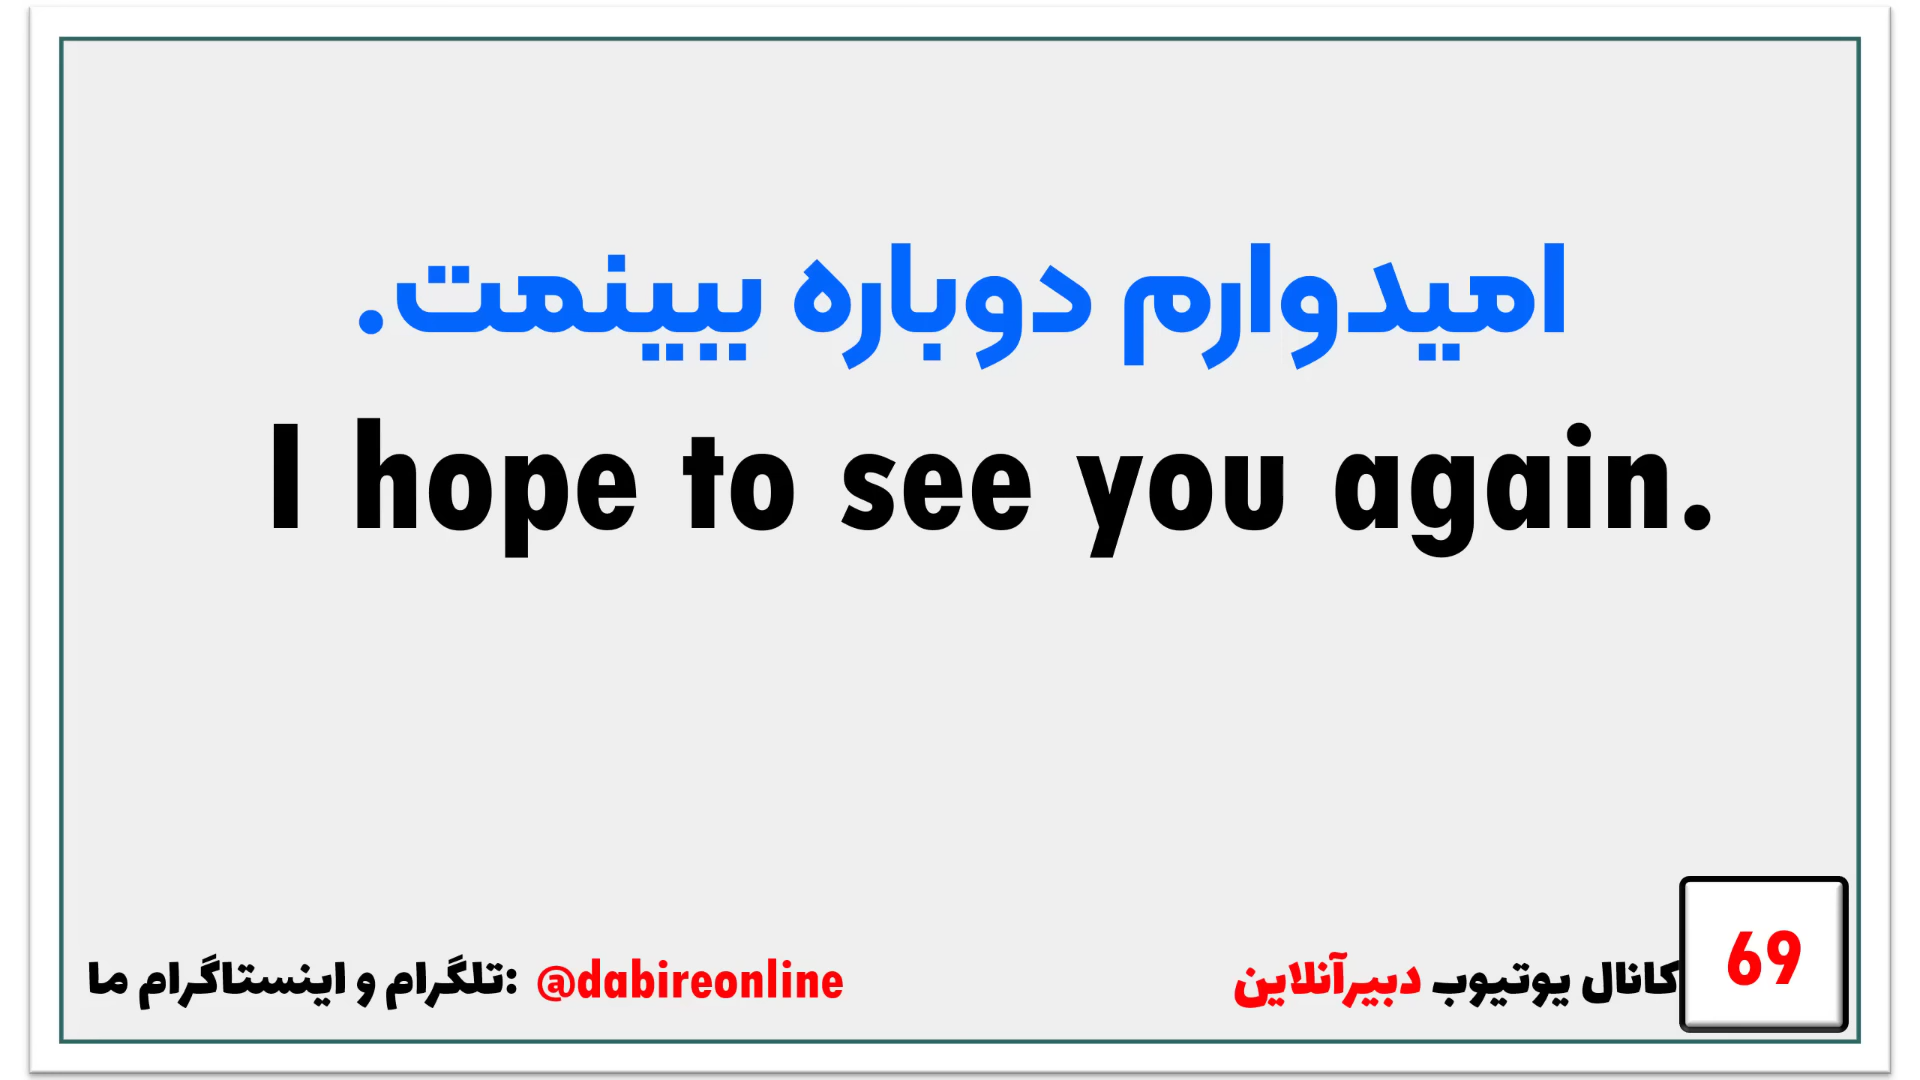 امیدوارم دوباره ببینمت.
I hope to see you again.
تلگرام و اینستاگرام ما: @dabireonline
کانال یوتیوب دبیرآنلاین
69